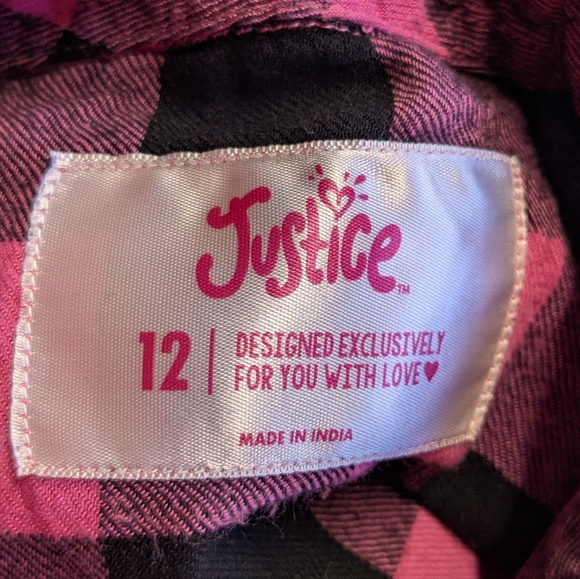 Justice™
12 | DESIGNED EXCLUSIVELY
FOR YOU WITH LOVE♥
MADE IN INDIA